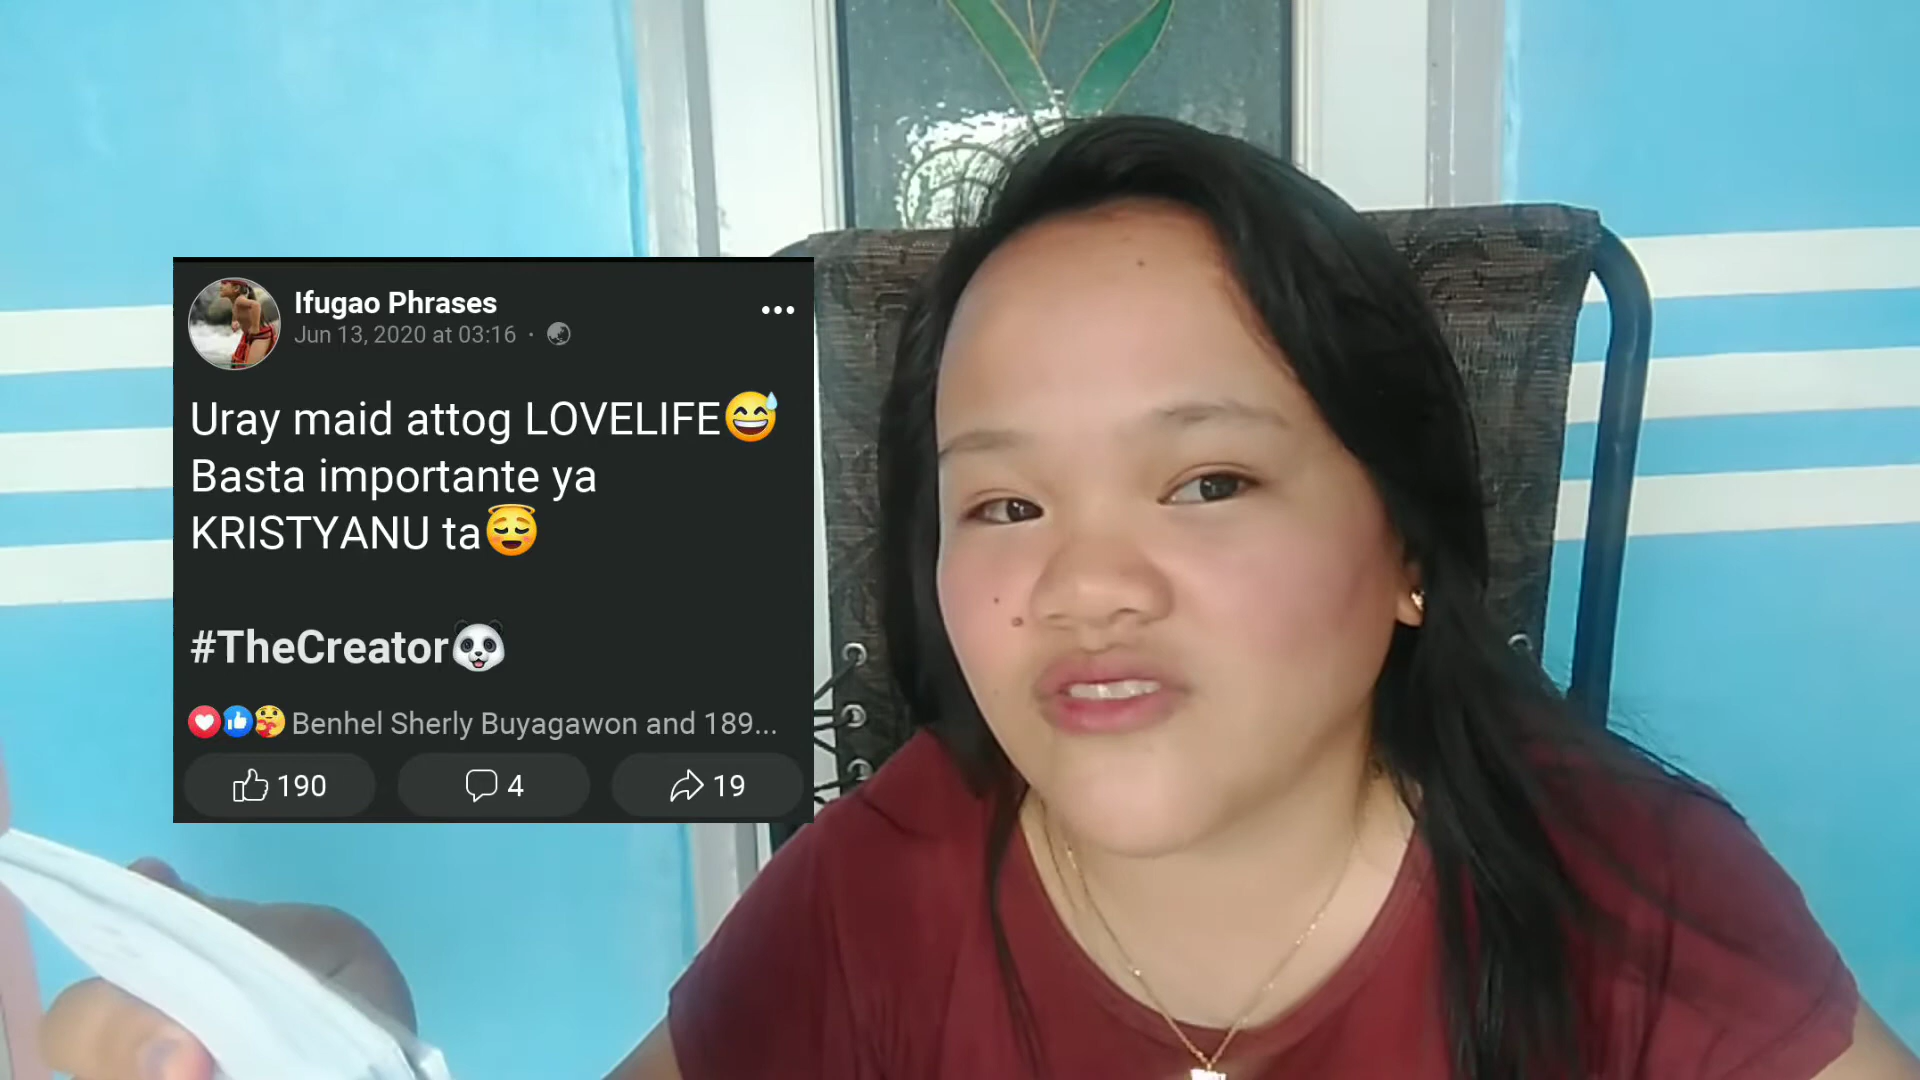 Ifugao Phrases
Jun 13, 2020 at 03:16 ·
Uray maid attog LOVELIFE😅
Basta importante ya
KRISTYANU ta😇
#TheCreator🐼
Benhel Sherly Buyagawon and 189...
190 4 19